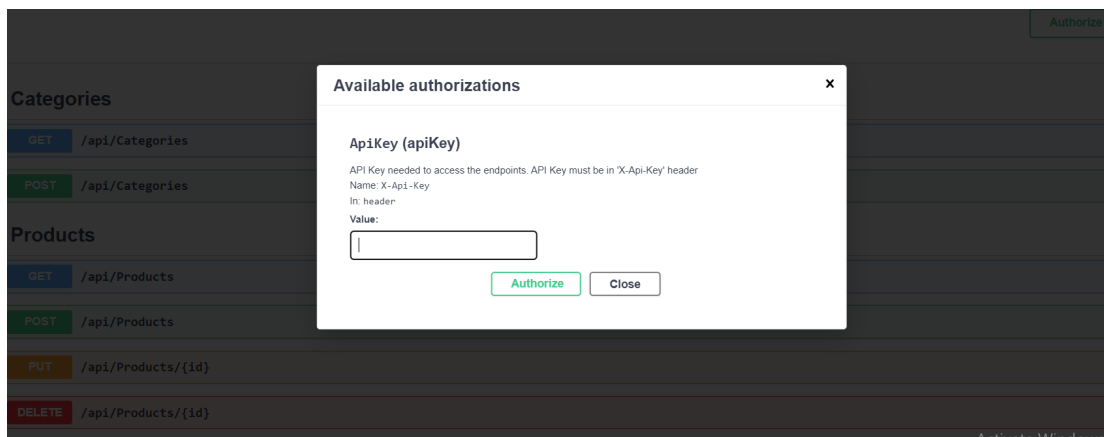 Authorize
Available authorizations
x
Categories
GET /api/Categories
POST /api/Categories
Products
GET /api/Products
POST /api/Products
PUT /api/Products/{id}
DELETE /api/Products/{id}
ApiKey (apiKey)
API Key needed to access the endpoints. API Key must be in 'X-Api-Key' header
Name: X-Api-Key
In: header
Value:
Authorize
Close